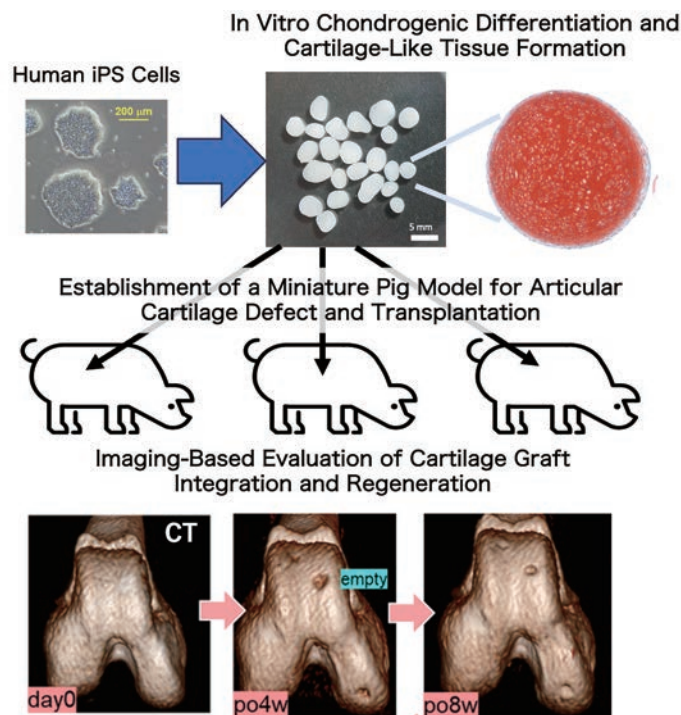 In Vitro Chondrogenic Differentiation and
Cartilage-Like Tissue Formation
Human iPS Cells
200 μm
5 mm
Establishment of a Miniature Pig Model for Articular
Cartilage Defect and Transplantation
Imaging-Based Evaluation of Cartilage Graft
Integration and Regeneration
CT
empty
day0
po4w
po8w